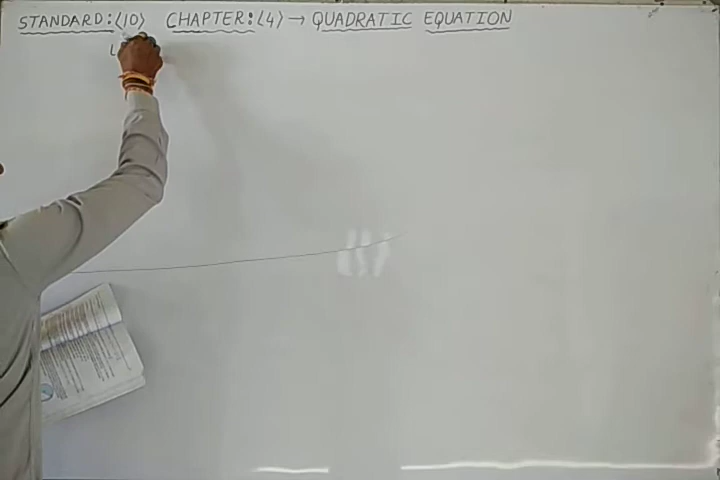 STANDARD:⟨10⟩ CHAPTER:⟨4⟩ → QUADRATIC EQUATION